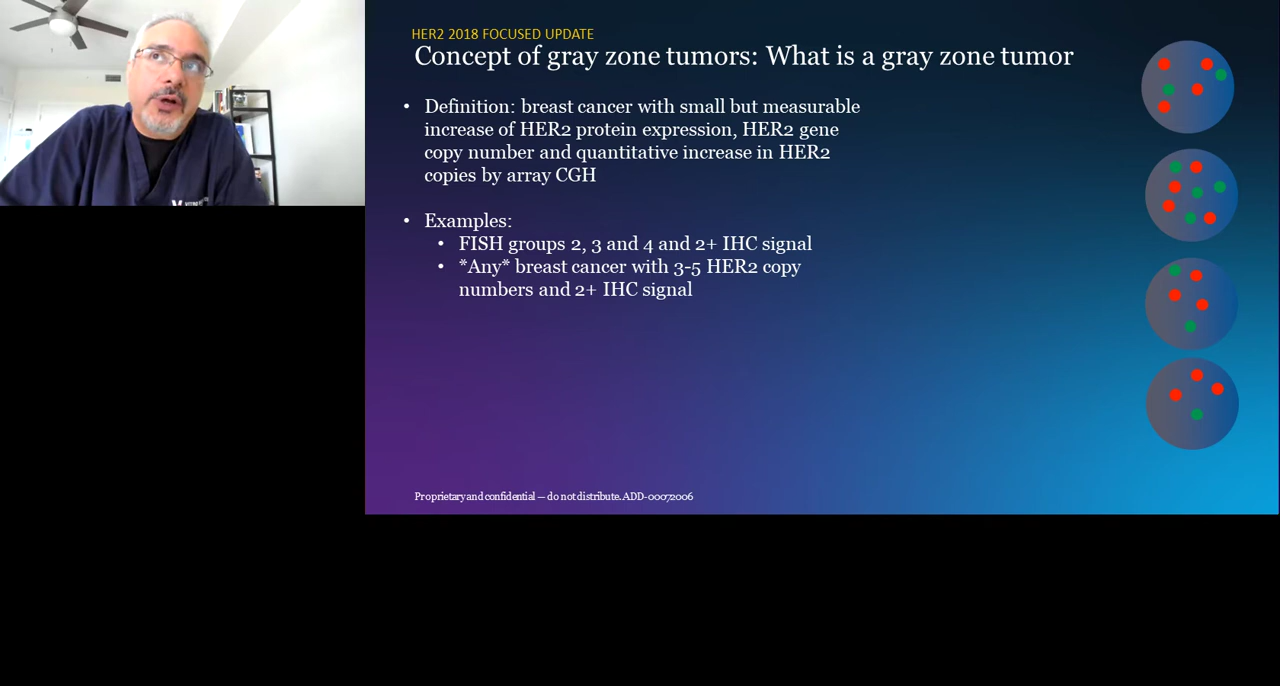 HER2 2018 FOCUSED UPDATE
Concept of gray zone tumors: What is a gray zone tumor
• Definition: breast cancer with small but measurable
increase of HER2 protein expression, HER2 gene
copy number and quantitative increase in HER2
copies by array CGH
• Examples:
• FISH groups 2, 3 and 4 and 2+ IHC signal
• *Any* breast cancer with 3-5 HER2 copy
numbers and 2+ IHC signal
Proprietary and confidential — do not distribute. ADD-00072006